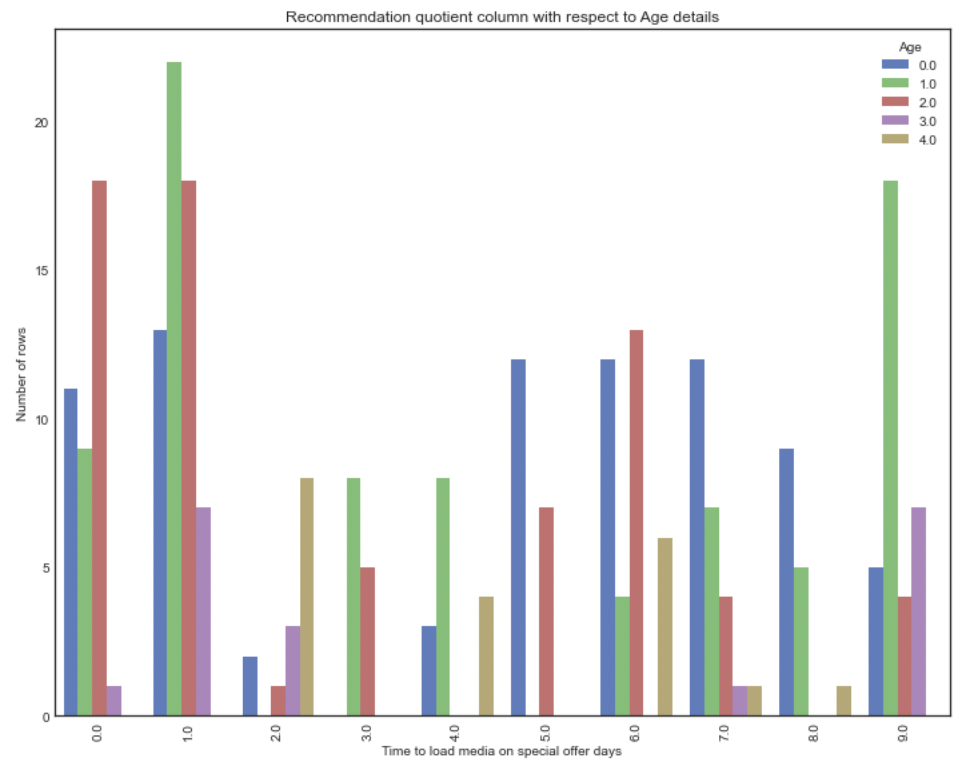 Recommendation quotient column with respect to Age details
Age
0.0
1.0
2.0
3.0
4.0
20
15
10
5
0
Number of rows
0.0 1.0 2.0 3.0 4.0 5.0 6.0 7.0 8.0 9.0
Time to load media on special offer days